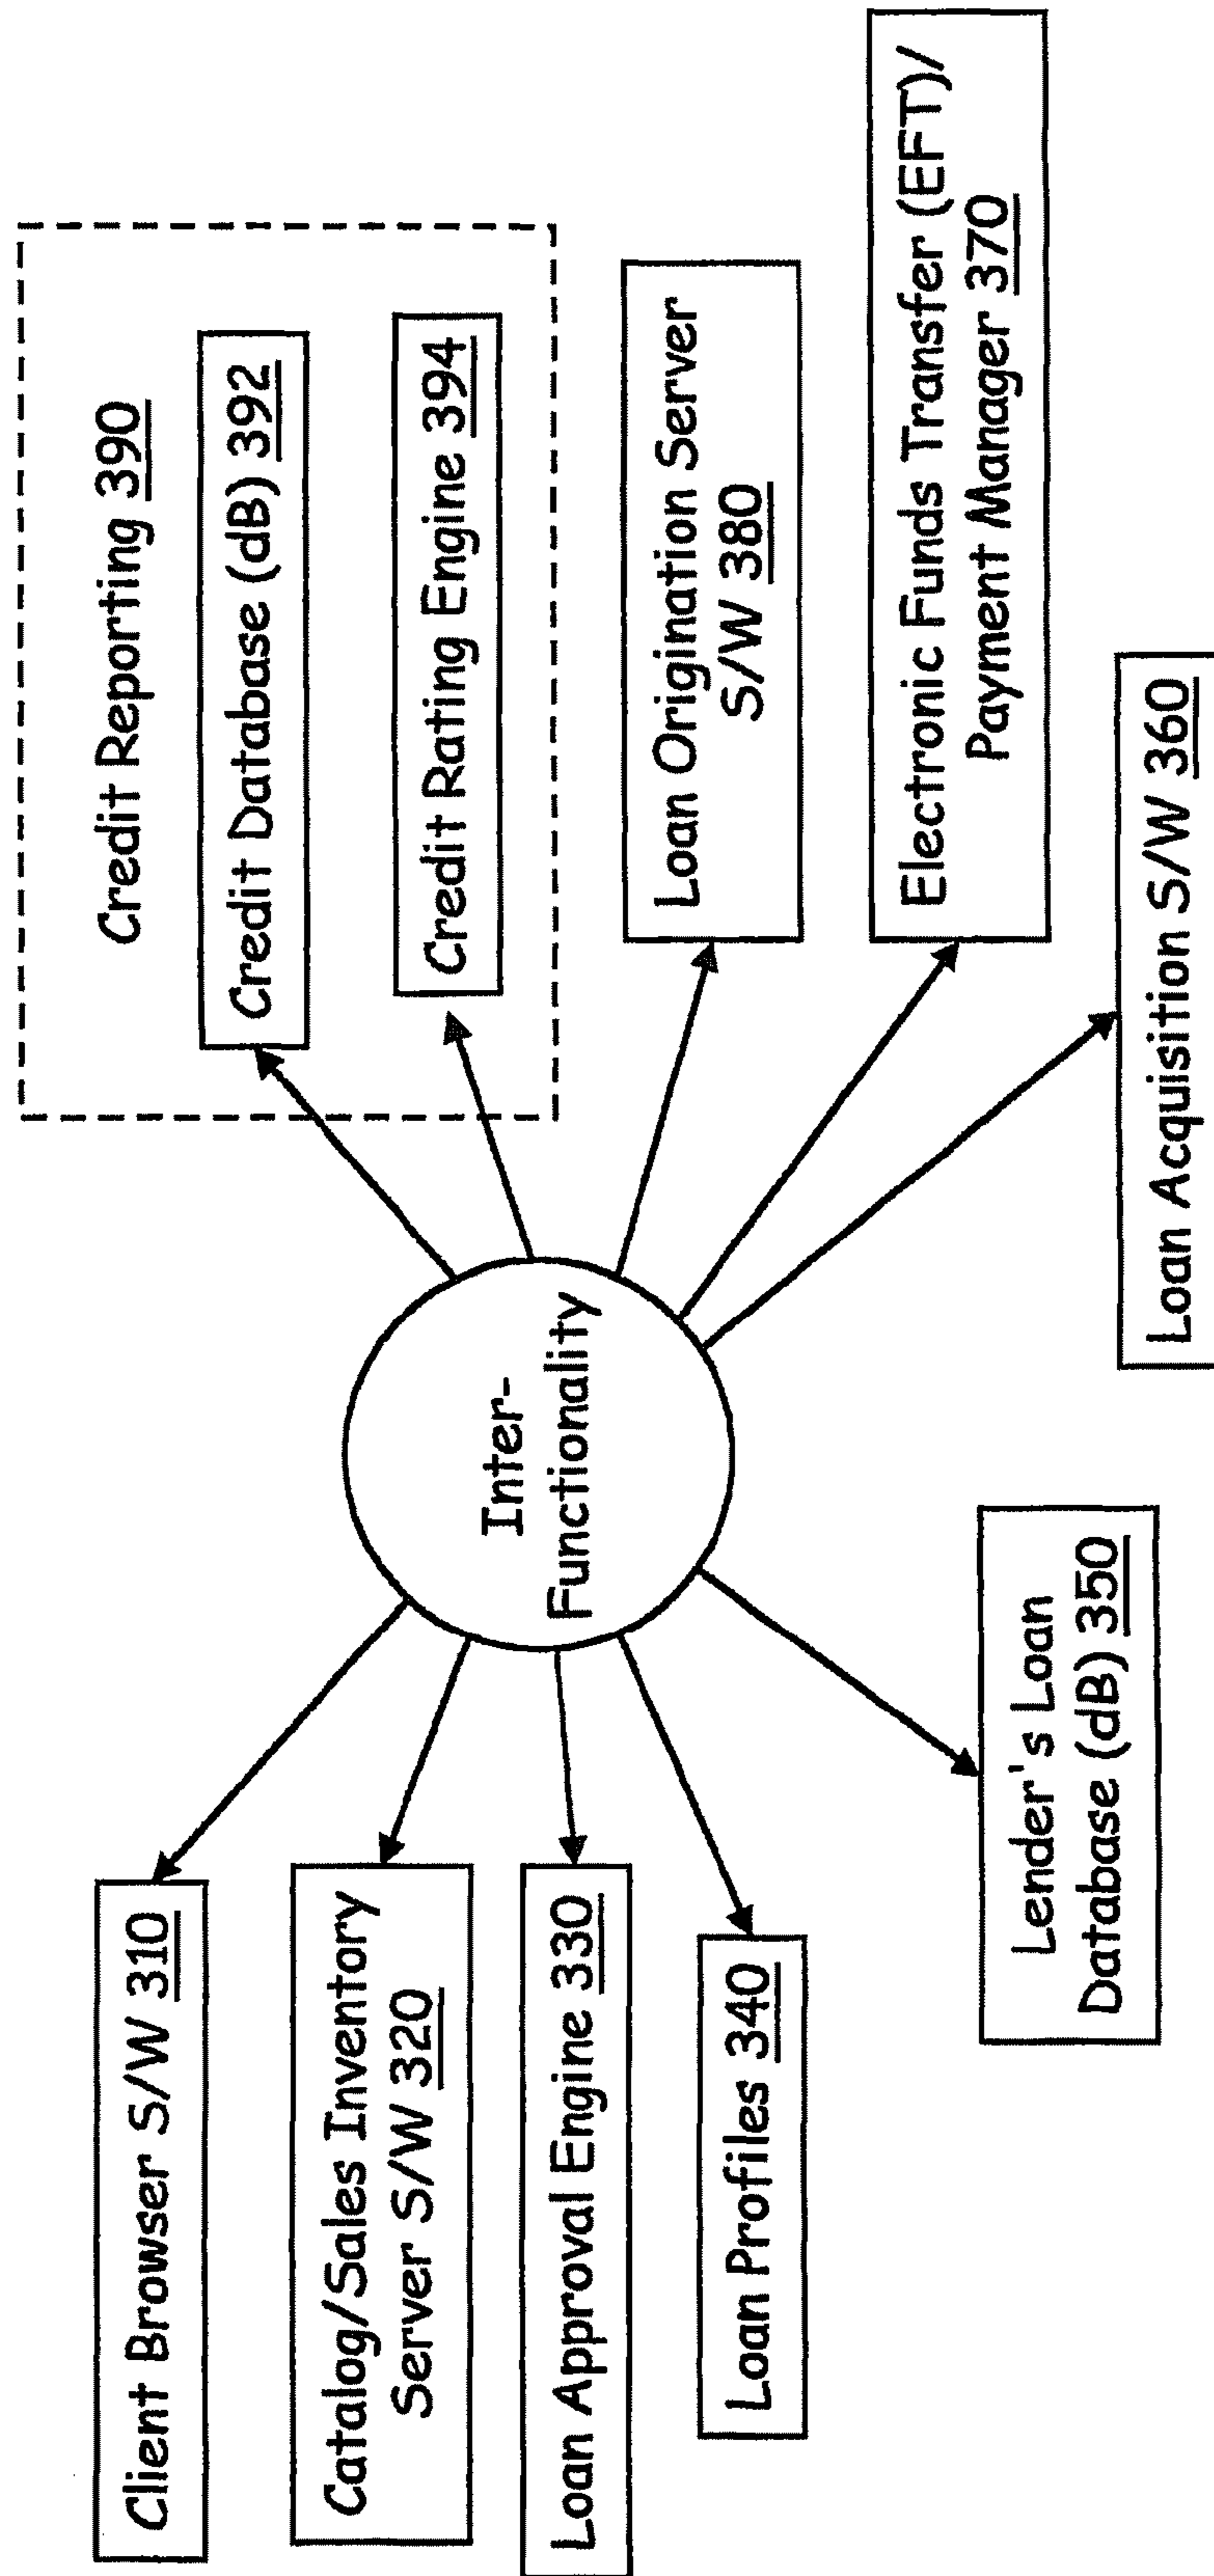 Client Browser S/W 310
Catalog/Sales Inventory
Server S/W 320
Loan Approval Engine 330
Loan Profiles 340
Lender's Loan
Database (dB) 350
Inter-
Functionality
Credit Reporting 390
Credit Database (dB) 392
Credit Rating Engine 394
Loan Origination Server
S/W 380
Electronic Funds Transfer (EFT)/
Payment Manager 370
Loan Acquisition S/W 360